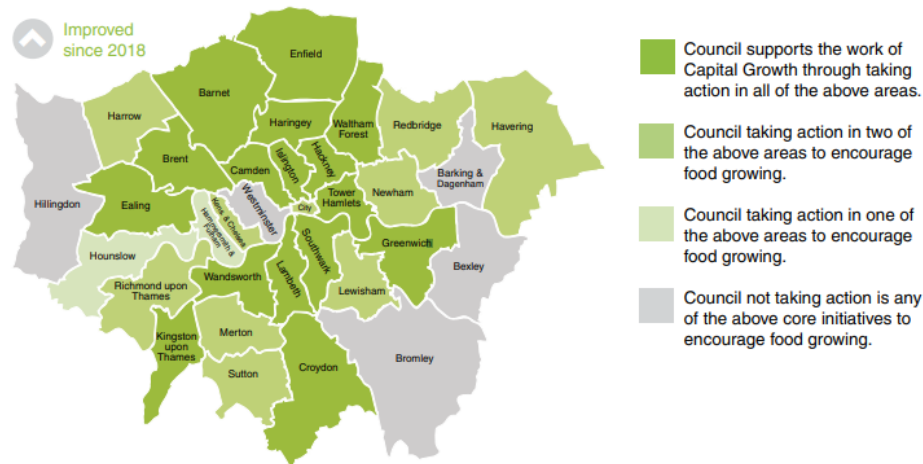 Improved
since 2018
Enfield
Barnet
Harrow
Haringey
Waltham
Forest
Redbridge
Havering
Brent
Camden
Islington
Hackney
Barking &
Dagenham
Hillingdon
Ealing
Kens. & Chelsea
Hammersmith &
Fulham
Westminster
City
Tower
Hamlets
Newham
Hounslow
Greenwich
Bexley
Richmond upon
Thames
Wandsworth
Lambeth
Southwark
Lewisham
Kingston
upon
Thames
Merton
Sutton
Croydon
Bromley
Council supports the work of
Capital Growth through taking
action in all of the above areas.
Council taking action in two of
the above areas to encourage
food growing.
Council taking action in one of
the above areas to encourage
food growing.
Council not taking action is any
of the above core initiatives to
encourage food growing.